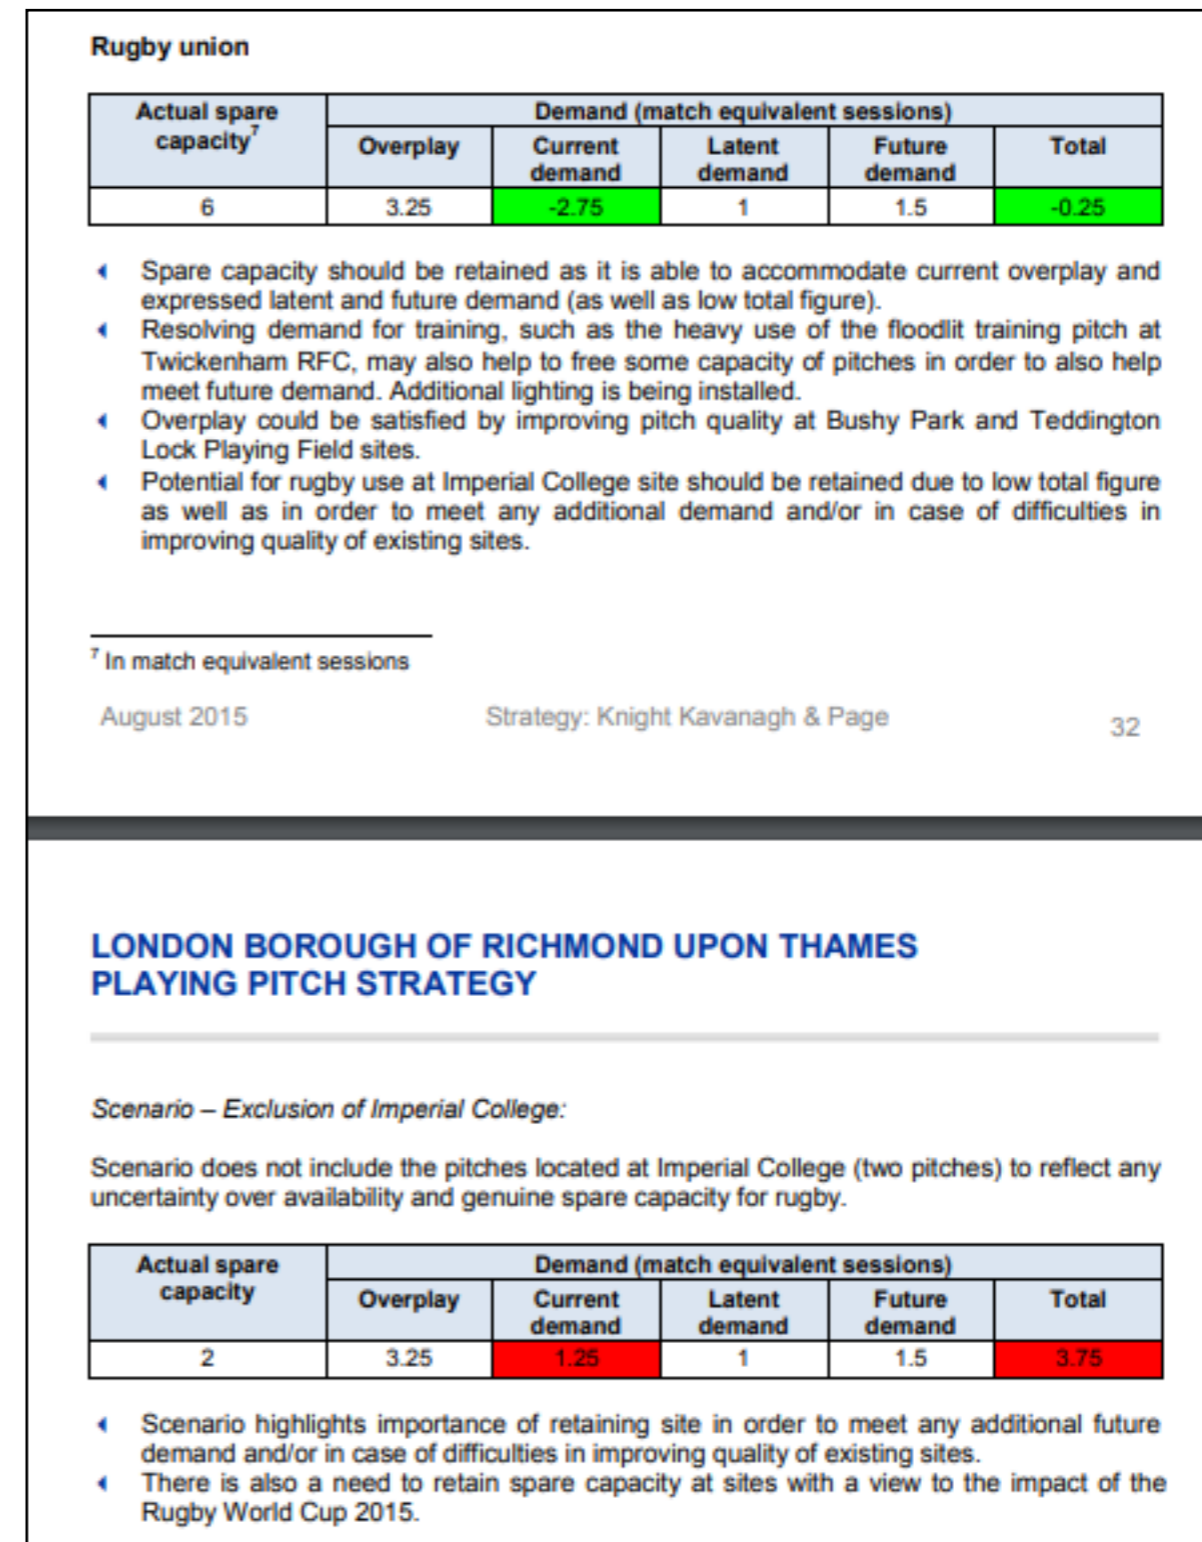 Rugby union
Actual spare capacity7
Demand (match equivalent sessions)
Overplay
Current demand
Latent demand
Future demand
Total
6 3.25 -2.75 1 1.5 -0.25
Spare capacity should be retained as it is able to accommodate current overplay and
expressed latent and future demand (as well as low total figure).
Resolving demand for training, such as the heavy use of the floodlit training pitch at
Twickenham RFC, may also help to free some capacity of pitches in order to also help
meet future demand. Additional lighting is being installed.
Overplay could be satisfied by improving pitch quality at Bushy Park and Teddington
Lock Playing Field sites.
Potential for rugby use at Imperial College site should be retained due to low total figure
as well as in order to meet any additional demand and/or in case of difficulties in
improving quality of existing sites.
7 In match equivalent sessions
August 2015 Strategy: Knight Kavanagh & Page 32
LONDON BOROUGH OF RICHMOND UPON THAMES
PLAYING PITCH STRATEGY
Scenario – Exclusion of Imperial College:
Scenario does not include the pitches located at Imperial College (two pitches) to reflect any
uncertainty over availability and genuine spare capacity for rugby.
Actual spare capacity
Demand (match equivalent sessions)
Overplay
Current demand
Latent demand
Future demand
Total
2 3.25 1.25 1 1.5 3.75
Scenario highlights importance of retaining site in order to meet any additional future
demand and/or in case of difficulties in improving quality of existing sites.
There is also a need to retain spare capacity at sites with a view to the impact of the
Rugby World Cup 2015.